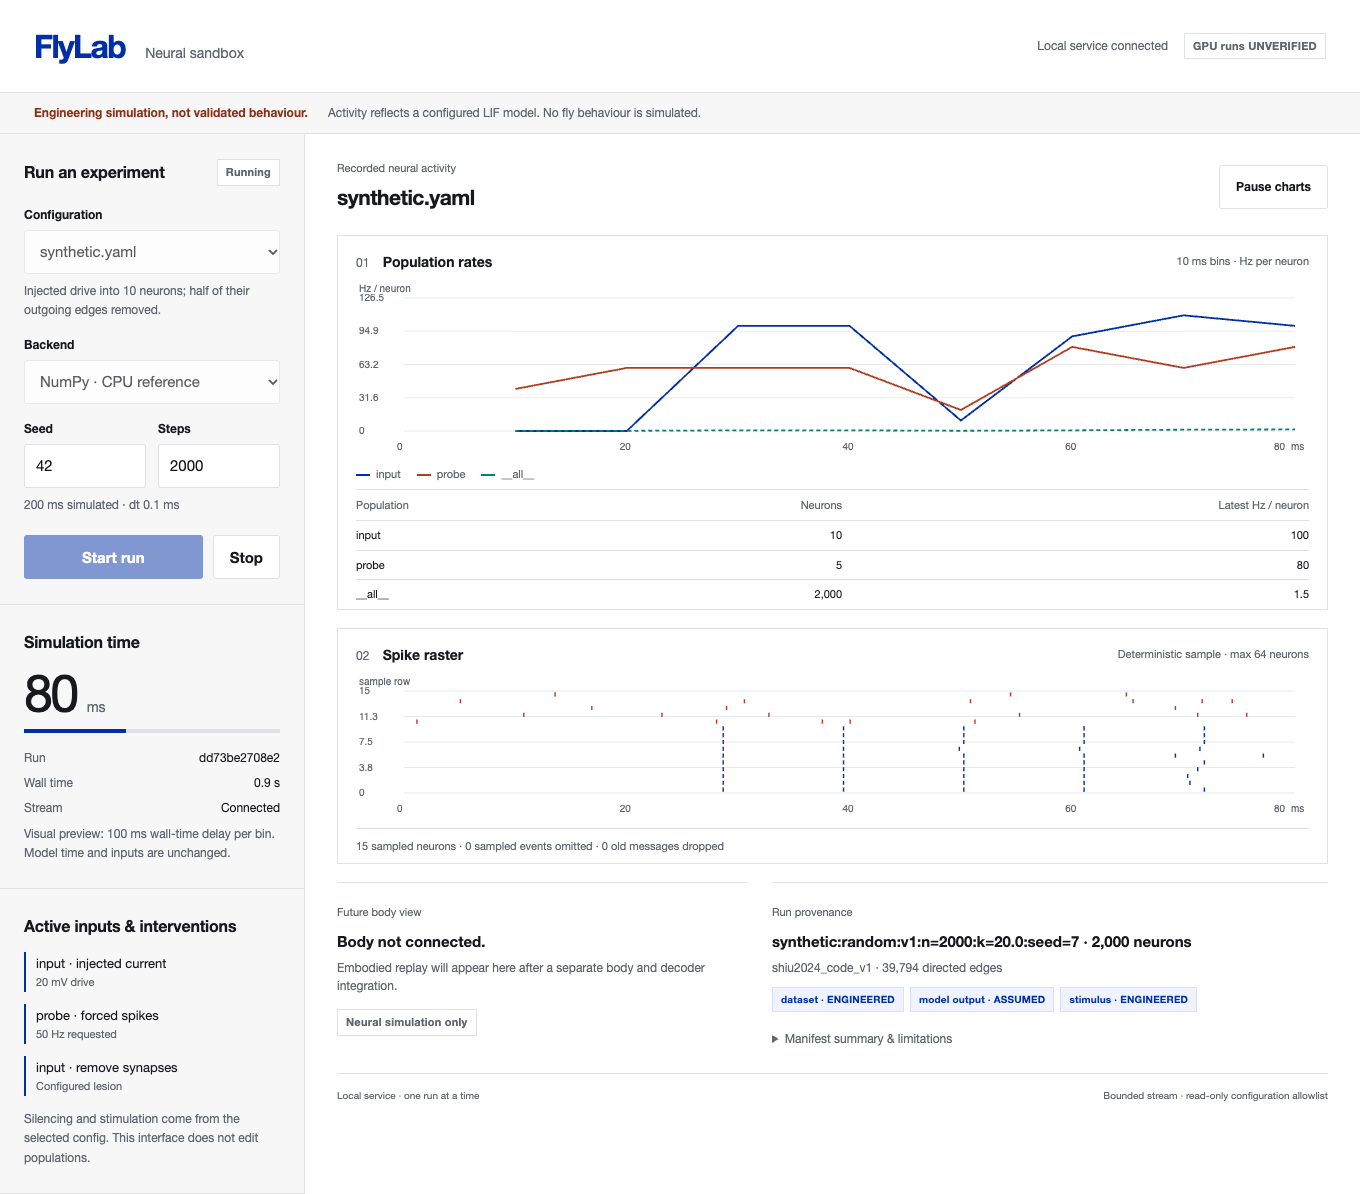 FlyLab
Neural sandbox
Local service connected
GPU runs UNVERIFIED
Engineering simulation, not validated behaviour.
Activity reflects a configured LIF model. No fly behaviour is simulated.
Run an experiment
Running
Configuration
synthetic.yaml
Injected drive into 10 neurons; half of their
outgoing edges removed.
Backend
NumPy · CPU reference
Seed
Steps
42
2000
200 ms simulated · dt 0.1 ms
Start run
Stop
Simulation time
80 ms
Run
dd73be2708e2
Wall time
0.9 s
Stream
Connected
Visual preview: 100 ms wall-time delay per bin.
Model time and inputs are unchanged.
Active inputs & interventions
input · injected current
20 mV drive
probe · forced spikes
50 Hz requested
input · remove synapses
Configured lesion
Silencing and stimulation come from the
selected config. This interface does not edit
populations.
Recorded neural activity
synthetic.yaml
Pause charts
01 Population rates
10 ms bins · Hz per neuron
Hz / neuron
126.5
94.9
63.2
31.6
0
0
20
40
60
80 ms
input
probe
__all__
Population
Neurons
Latest Hz / neuron
input
10
100
probe
5
80
__all__
2,000
1.5
02 Spike raster
Deterministic sample · max 64 neurons
sample row
15
11.3
7.5
3.8
0
0
20
40
60
80 ms
15 sampled neurons · 0 sampled events omitted · 0 old messages dropped
Future body view
Body not connected.
Embodied replay will appear here after a separate body and decoder
integration.
Neural simulation only
Run provenance
synthetic:random:v1:n=2000:k=20.0:seed=7 · 2,000 neurons
shiu2024_code_v1 · 39,794 directed edges
dataset · ENGINEERED
model output · ASSUMED
stimulus · ENGINEERED
Manifest summary & limitations
Local service · one run at a time
Bounded stream · read-only configuration allowlist